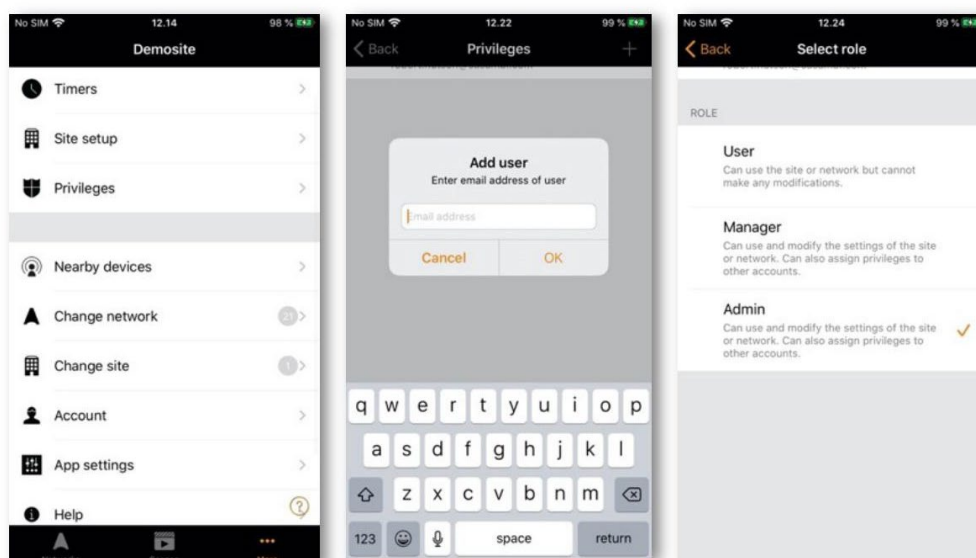 No SIM 12.14 98 %
Demosite
Timers
Site setup
Privileges
Nearby devices
Change network 21
Change site 1
Account
App settings
Help
?
No SIM 12.22 99 %
Back Privileges +
Add user
Enter email address of user
Email address
Cancel OK
q w e r t y u i o p
a s d f g h j k l
z x c v b n m
123 space return
No SIM 12.24 99 %
Back Select role
ROLE
User
Can use the site or network but cannot
make any modifications.
Manager
Can use and modify the settings of the site
or network. Can also assign privileges to
other accounts.
Admin
Can use and modify the settings of the site
or network. Can also assign privileges to
other accounts.